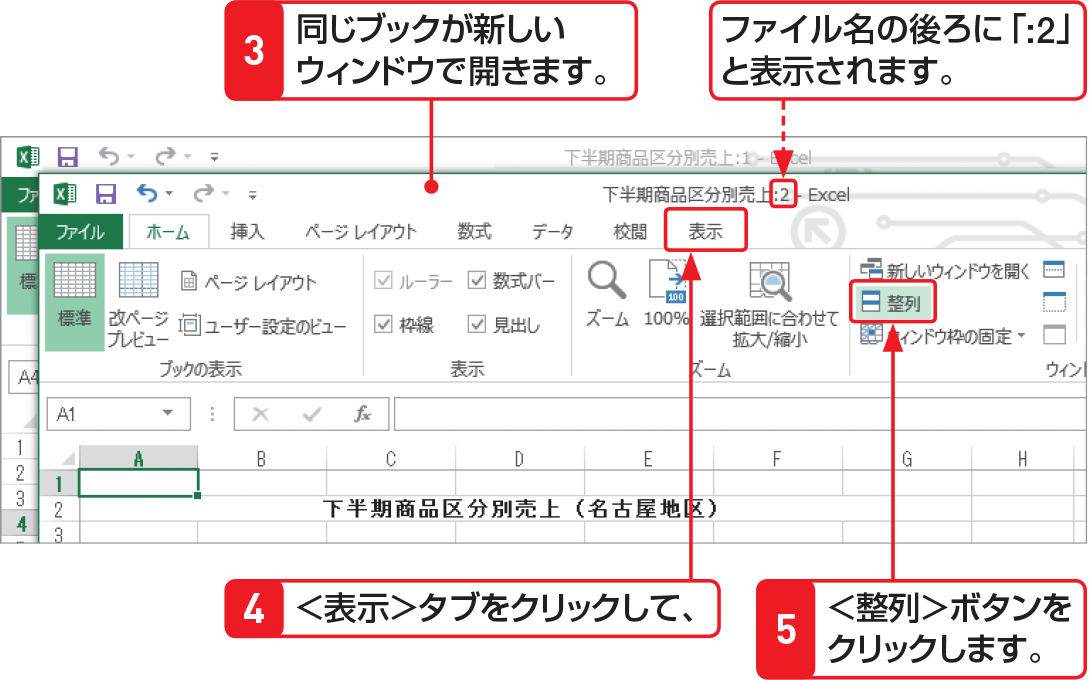 3
同じブックが新しい
ウィンドウで開きます。
ファイル名の後ろに「:2」
と表示されます。
下半期商品区分別売上:1 - Excel
下半期商品区分別売上:2 - Excel
ファイル ホーム 挿入 ページ レイアウト 数式 データ 校閲 表示
標準
改ページ
プレビュー
ページ レイアウト
ユーザー設定のビュー
ブックの表示
ルーラー 数式バー
枠線 見出し
表示
ズーム
100%
選択範囲に合わせて
拡大/縮小
ズーム
新しいウィンドウを開く
整列
ウィンドウ枠の固定
A4
A1
fx
A B C D E F G H
1
2 下半期商品区分別売上（名古屋地区）
3
1
2
3
4
4
＜表示＞タブをクリックして、
5
＜整列＞ボタンを
クリックします。